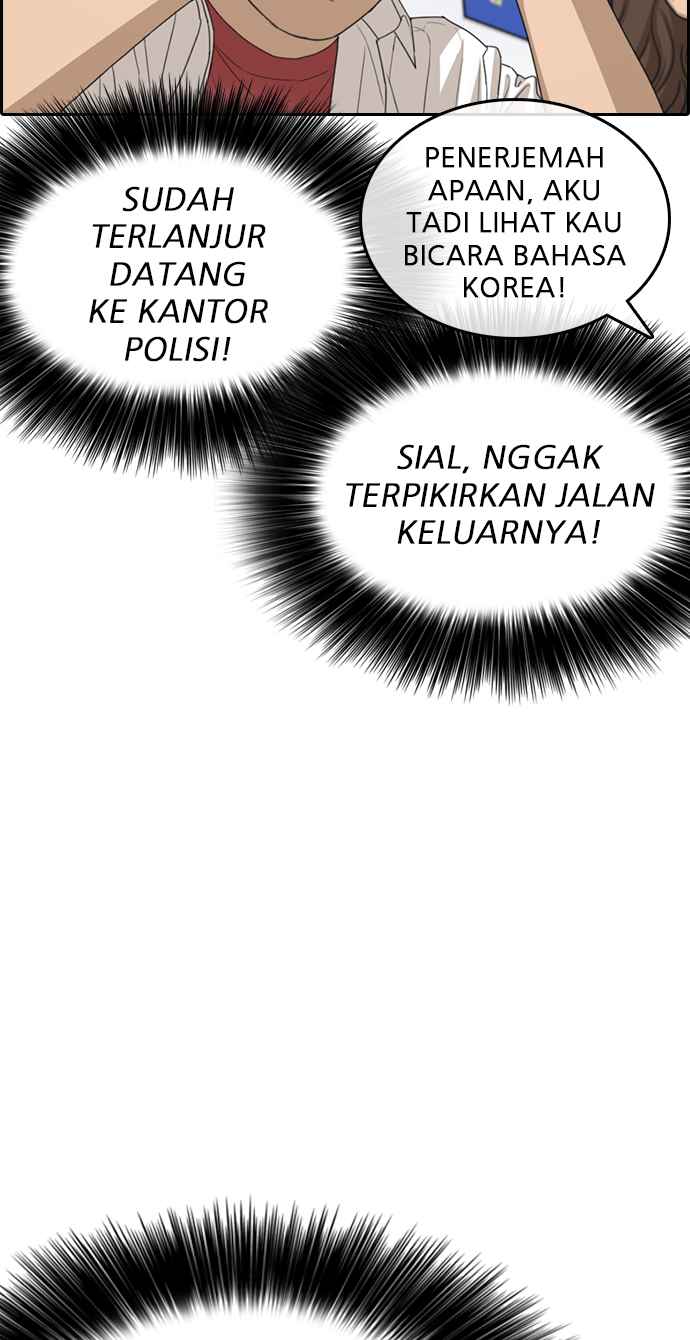 SUDAH
TERLANJUR
DATANG
KE KANTOR
POLISI!
PENERJEMAH
APAAN, AKU
TADI LIHAT KAU
BICARA BAHASA
KOREA!
SIAL, NGGAK
TERPIKIRKAN JALAN
KELUARNYA!